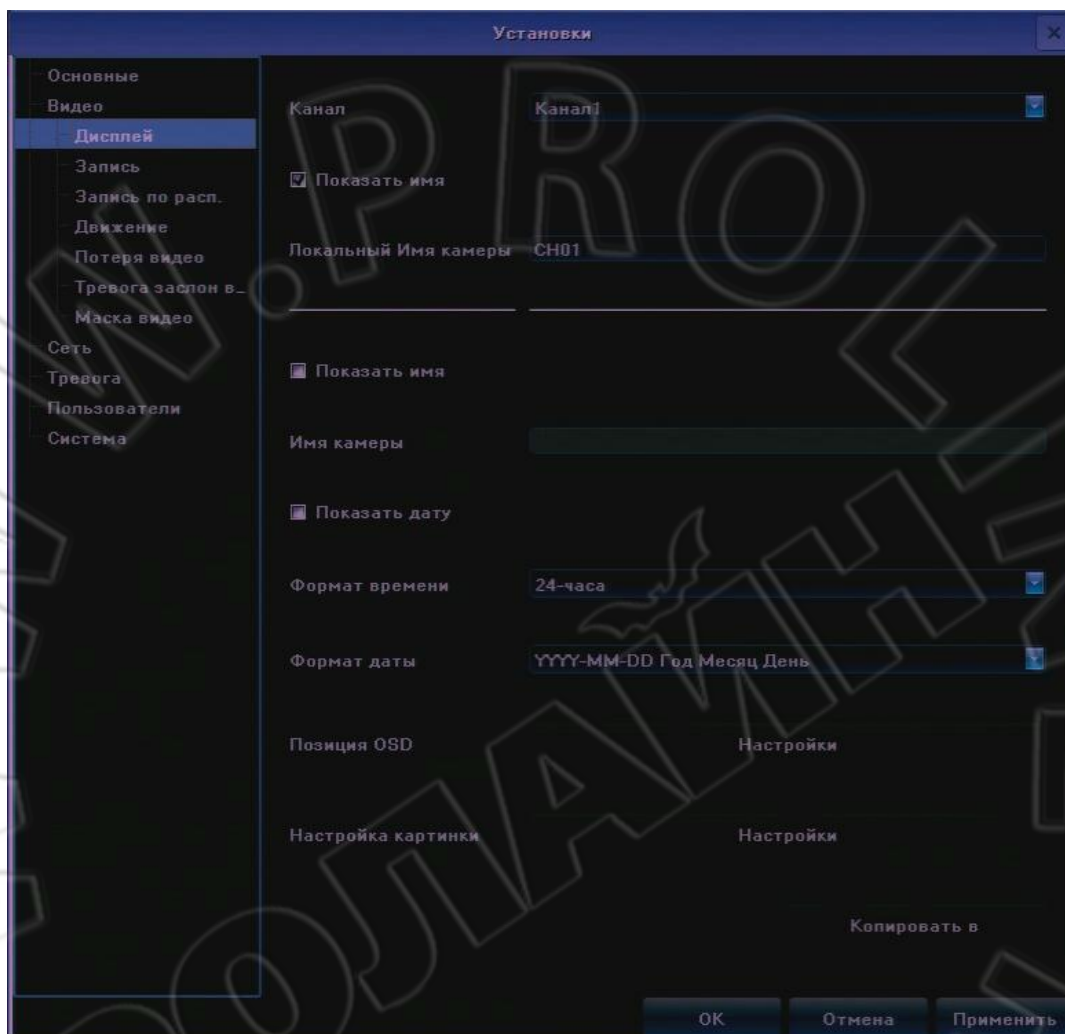 Установки
Основные
Видео
Дисплей
Запись
Запись по расп.
Движение
Потеря видео
Тревога заслон в_
Маска видео
Сеть
Тревога
Пользователи
Система
Канал Канал1
Показать имя
Локальный Имя камеры CH01
Показать имя
Имя камеры
Показать дату
Формат времени 24-часа
Формат даты YYYY-MM-DD Год Месяц День
Позиция OSD Настройки
Настройка картинки Настройки
Копировать в
OK Отмена Применить